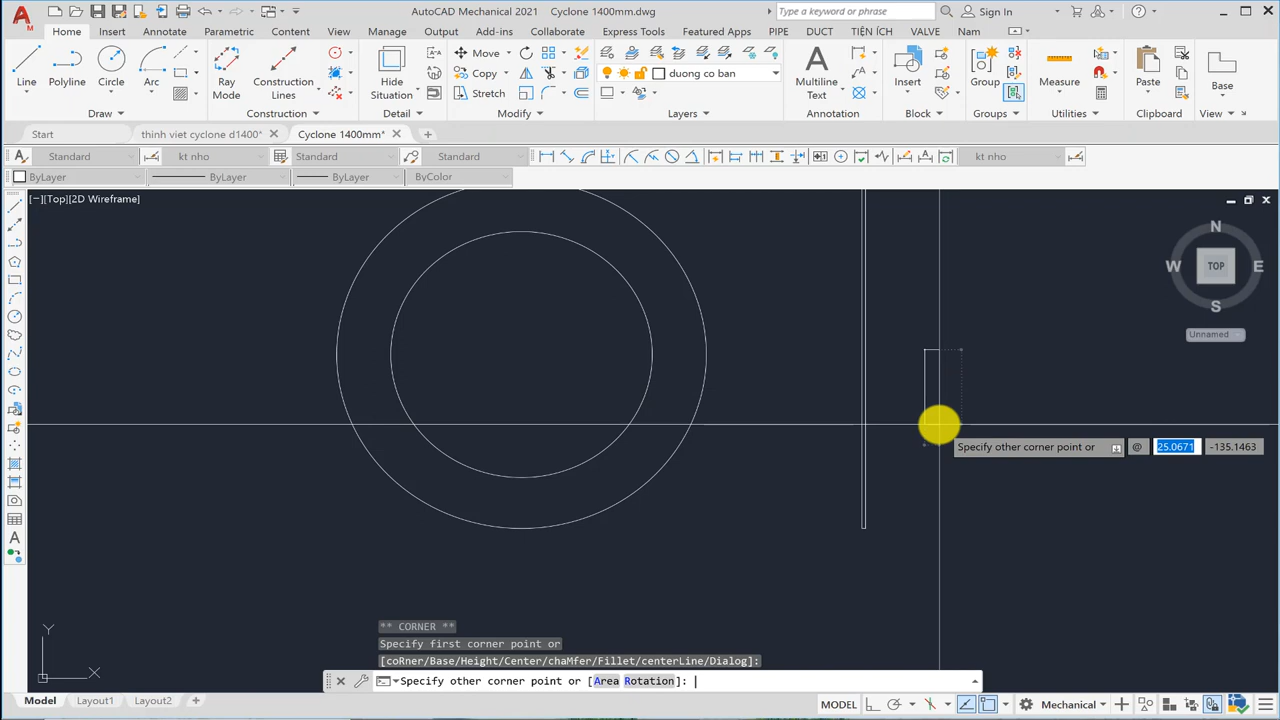 AutoCAD Mechanical 2021 Cyclone 1400mm.dwg Type a keyword or phrase Sign In
Home Insert Annotate Parametric Content View Manage Output Add-ins Collaborate Express Tools Featured Apps PIPE DUCT TIỆN ÍCH VALVE Nam
Line Polyline Circle Arc Ray Mode Construction Lines Hide Situation Move Copy Stretch duong co ban Multiline Text Insert Group Measure Paste Base
Draw Construction Detail Modify Layers Annotation Block Groups Utilities Clipboard View
Start thinh viet cyclone d1400* Cyclone 1400mm*
Standard kt nho Standard Standard kt nho
ByLayer ByLayer ByLayer ByColor
[−][Top][2D Wireframe]
N
W TOP E
S
Unnamed
Specify other corner point or @ 25.0671 -135.1463
** CORNER **
Y
Specify first corner point or
[coRner/Base/Height/Center/chaMfer/Fillet/centerLine/Dialog]:
X
Specify other corner point or [Area Rotation]:
Model Layout1 Layout2 MODEL Mechanical